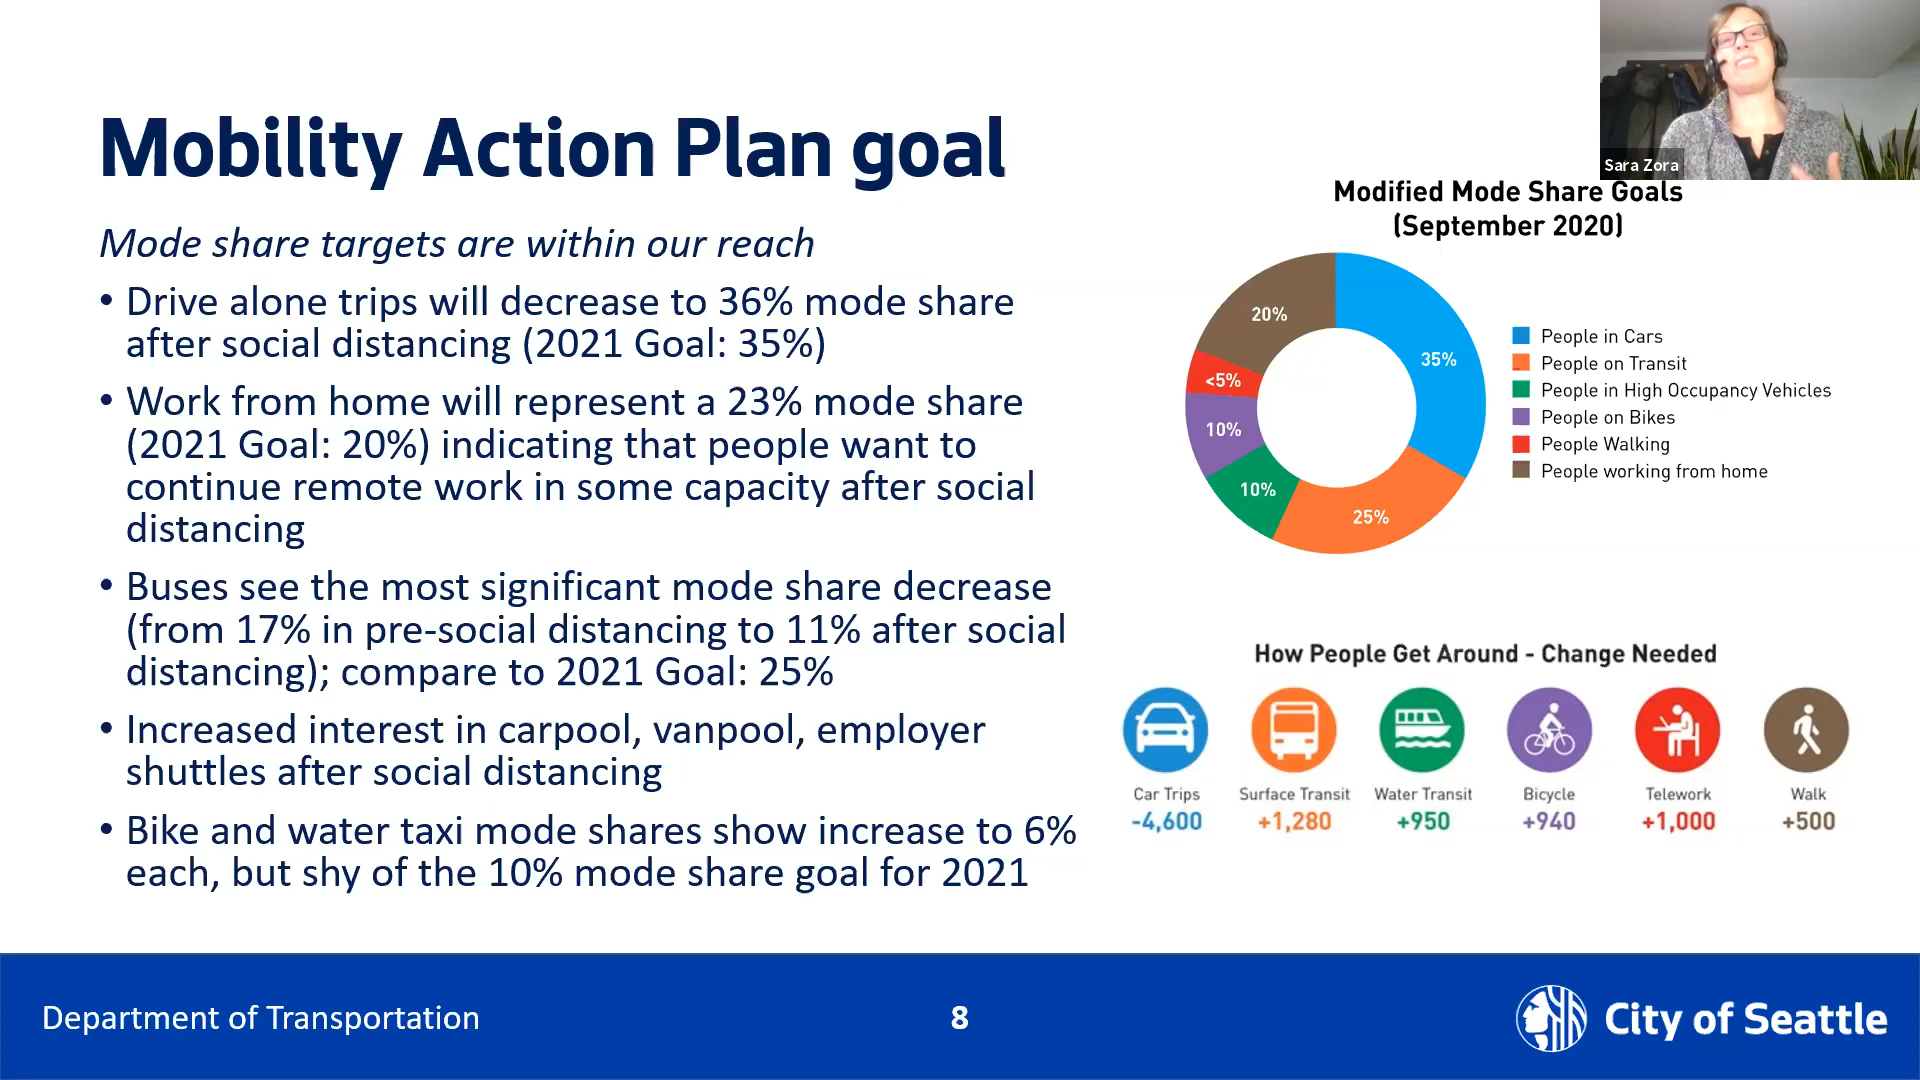 Mobility Action Plan goal
Mode share targets are within our reach
• Drive alone trips will decrease to 36% mode share
after social distancing (2021 Goal: 35%)
• Work from home will represent a 23% mode share
(2021 Goal: 20%) indicating that people want to
continue remote work in some capacity after social
distancing
• Buses see the most significant mode share decrease
(from 17% in pre-social distancing to 11% after social
distancing); compare to 2021 Goal: 25%
• Increased interest in carpool, vanpool, employer
shuttles after social distancing
• Bike and water taxi mode shares show increase to 6%
each, but shy of the 10% mode share goal for 2021
Sara Zora
Modified Mode Share Goals
(September 2020)
20%
35%
<5%
10%
10%
25%
People in Cars
People on Transit
People in High Occupancy Vehicles
People on Bikes
People Walking
People working from home
How People Get Around - Change Needed
Car Trips
-4,600
Surface Transit
+1,280
Water Transit
+950
Bicycle
+940
Telework
+1,000
Walk
+500
Department of Transportation
8
City of Seattle